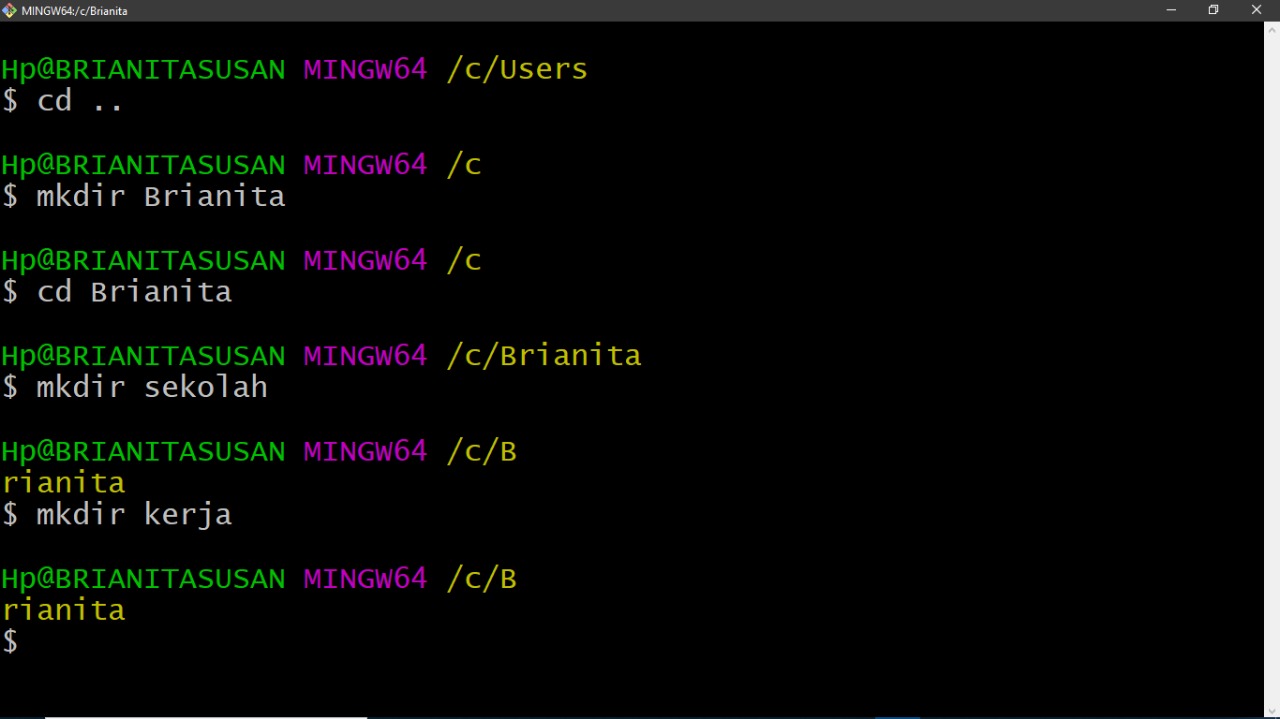 MINGW64:/c/Brianita
Hp@BRIANITASUSAN MINGW64 /c/Users
$ cd ..
Hp@BRIANITASUSAN MINGW64 /c
$ mkdir Brianita
Hp@BRIANITASUSAN MINGW64 /c
$ cd Brianita
Hp@BRIANITASUSAN MINGW64 /c/Brianita
$ mkdir sekolah
Hp@BRIANITASUSAN MINGW64 /c/B
rianita
$ mkdir kerja
Hp@BRIANITASUSAN MINGW64 /c/B
rianita
$